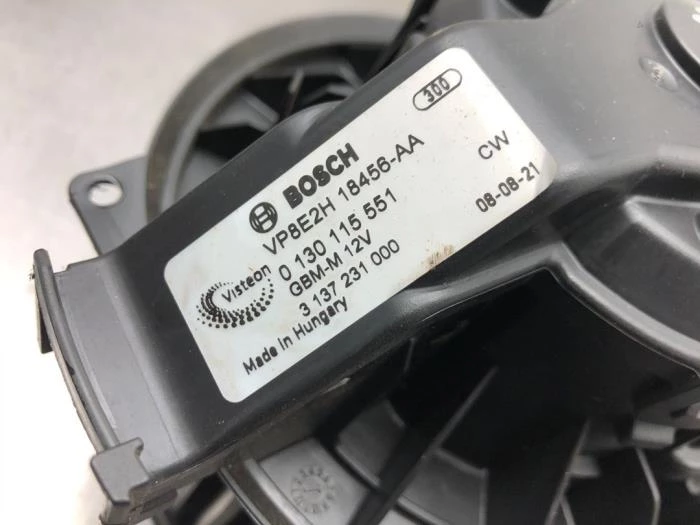 300
BOSCH
VP8E2H 18456-AA
CW
0 130 115 551
08-08-21
GBM-M 12V
3 137 231 000
Visteon
Made in Hungary